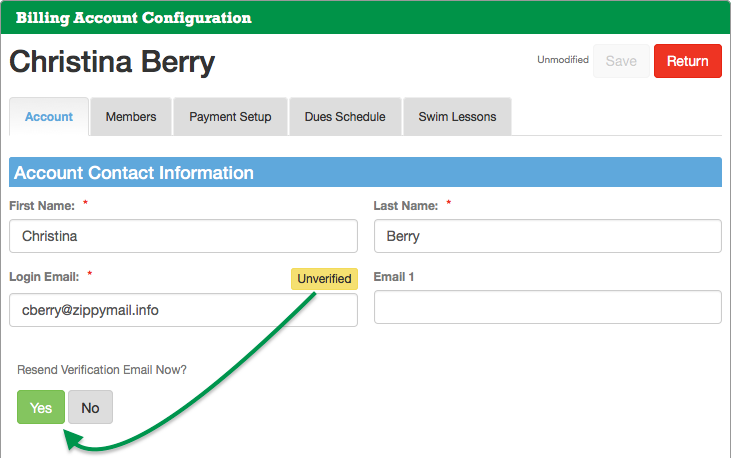 Billing Account Configuration
Christina Berry
Unmodified Save Return
Account Members Payment Setup Dues Schedule Swim Lessons
Account Contact Information
First Name: * Last Name: *
Christina Berry
Login Email: * Unverified Email 1
cberry@zippymail.info
Resend Verification Email Now?
Yes No